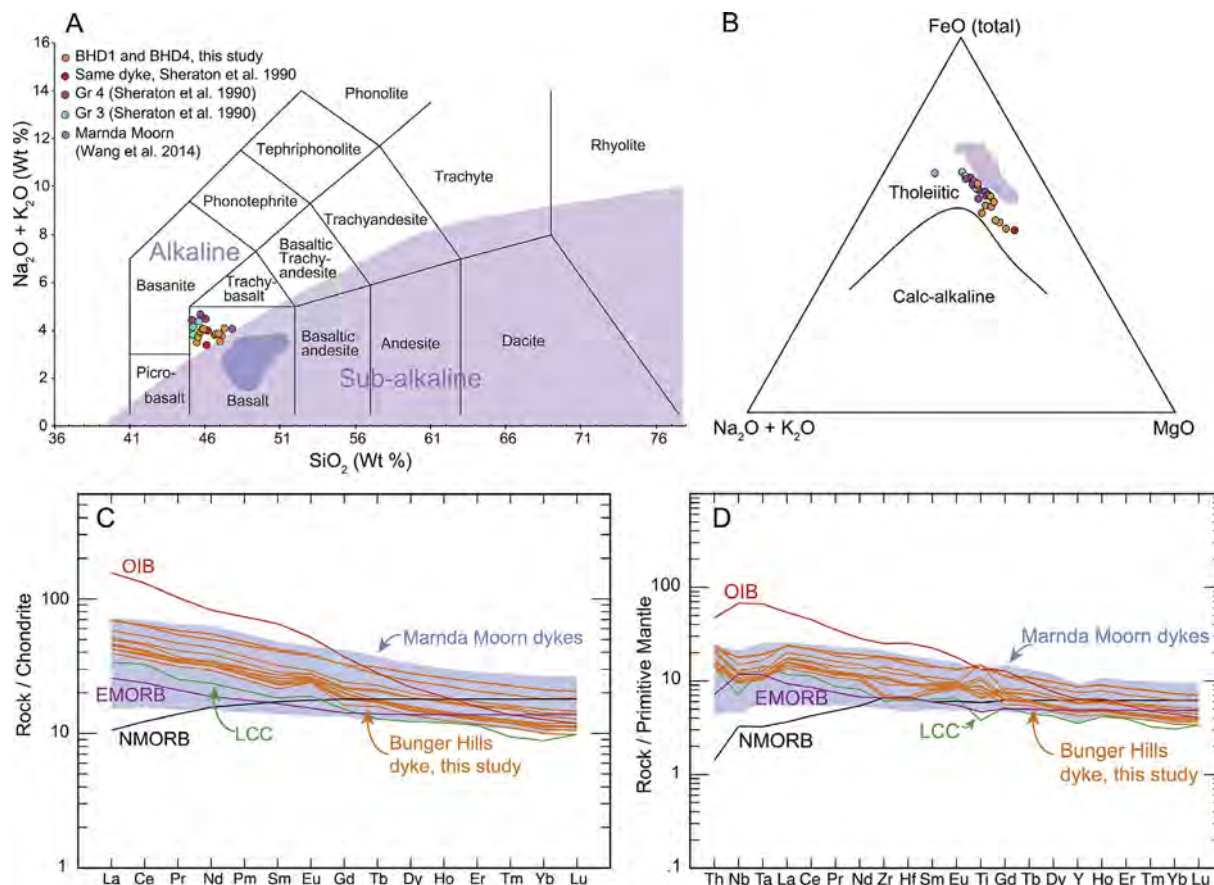 A
16
14
12
10
8
6
4
2
0
Na₂O + K₂O (Wt %)
BHD1 and BHD4, this study
Same dyke, Sheraton et al. 1990
Gr 4 (Sheraton et al. 1990)
Gr 3 (Sheraton et al. 1990)
Marnda Moorn
(Wang et al. 2014)
Phonolite
Tephriphonolite
Phonotephrite
Trachyte
Rhyolite
Trachyandesite
Alkaline
Basanite
Basaltic
Trachy-
andesite
Trachy-
basalt
Picro-
basalt
Basalt
Basaltic
andesite
Andesite
Dacite
Sub-alkaline
36 41 46 51 56 61 66 71 76
SiO₂ (Wt %)
B
FeO (total)
Tholeiitic
Calc-alkaline
Na₂O + K₂O
MgO
C
Rock / Chondrite
100
10
1
OIB
Marnda Moorn dykes
EMORB
LCC
NMORB
Bunger Hills
dyke, this study
La Ce Pr Nd Pm Sm Eu Gd Tb Dy Ho Er Tm Yb Lu
D
Rock / Primitive Mantle
100
10
1
.1
OIB
Marnda Moorn dykes
EMORB
NMORB
LCC
Bunger Hills
dyke, this study
Th Nb Ta La Ce Pr Nd Zr Hf Sm Eu Ti Gd Tb Dy Y Ho Er Tm Yb Lu